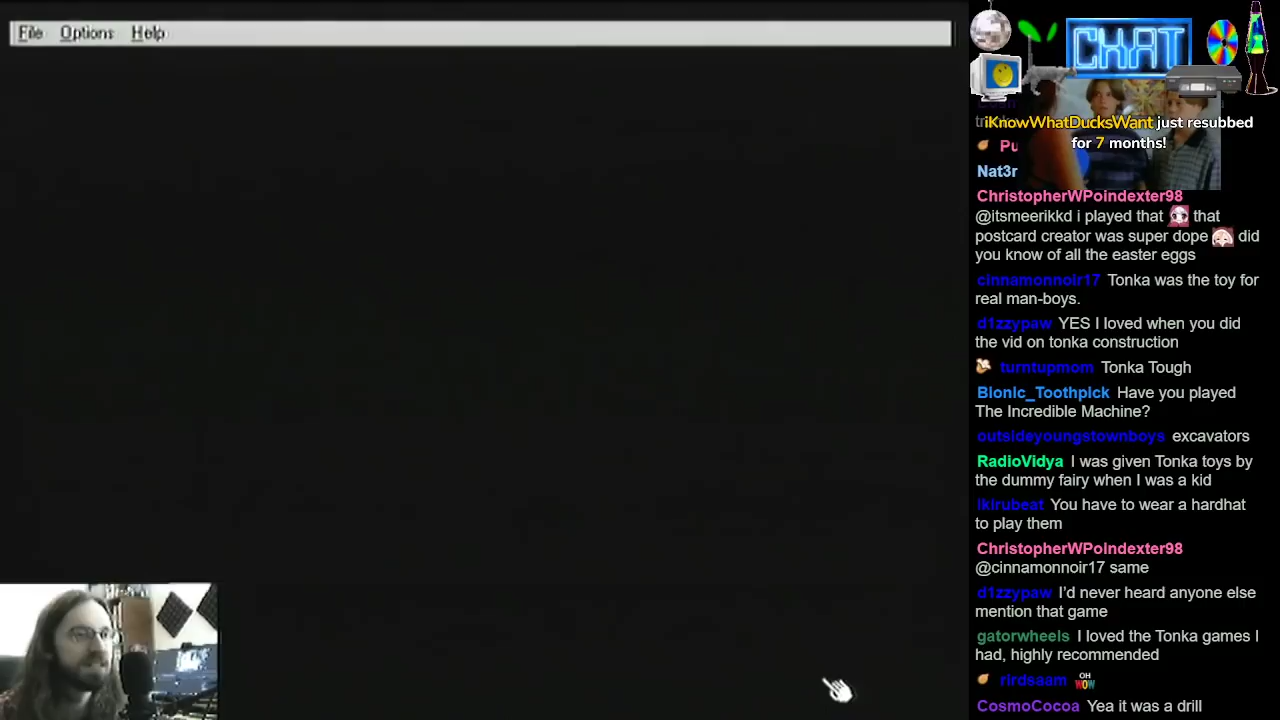 File Options Help
CHAT
iKnowWhatDucksWant just resubbed
for 7 months!
Pu
Nat3r
ChristopherWPoindexter98
@itsmeerikkd i played that that
postcard creator was super dope did
you know of all the easter eggs
cinnamonnoir17 Tonka was the toy for
real man-boys.
d1zzypaw YES I loved when you did
the vid on tonka construction
turntupmom Tonka Tough
Bionic_Toothpick Have you played
The Incredible Machine?
outsideyoungstownboys excavators
RadioVidya I was given Tonka toys by
the dummy fairy when I was a kid
You have to wear a hardhat
to play them
ChristopherWPoindexter98
@cinnamonnoir17 same
d1zzypaw I'd never heard anyone else
mention that game
gatorwheels I loved the Tonka games I
had, highly recommended
OH
WOW
CosmoCocoa Yea it was a drill